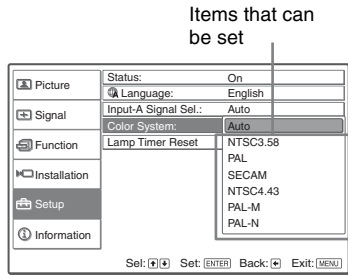 Items that can
be set
Picture
Signal
Function
Installation
Setup
Information
Status: On
Language: English
Input-A Signal Sel.: Auto
Color System: Auto
Lamp Timer Reset
NTSC3.58
PAL
SECAM
NTSC4.43
PAL-M
PAL-N
Sel: Set: ENTER Back: Exit: MENU